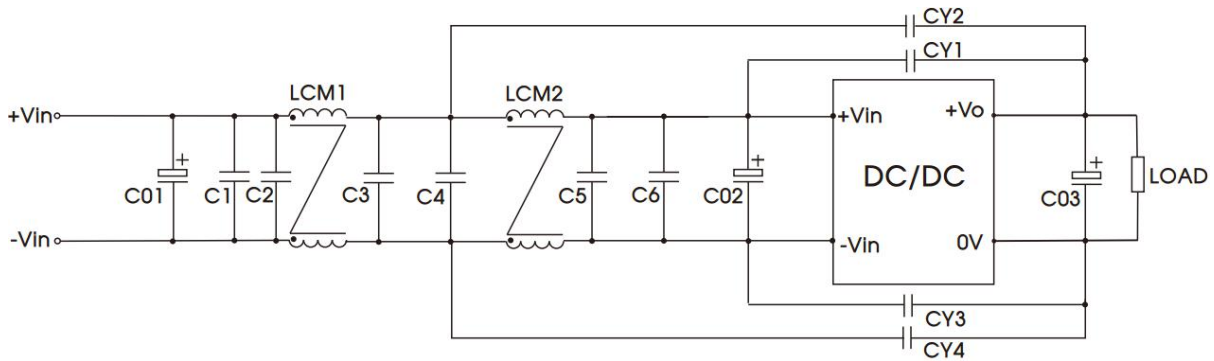 CY2
CY1
LCM1
LCM2
+Vin
+Vin
+Vo
+
C01
C1
C2
C3
C4
C5
C6
+
C02
DC/DC
+
C03
LOAD
-Vin
-Vin
0V
CY3
CY4